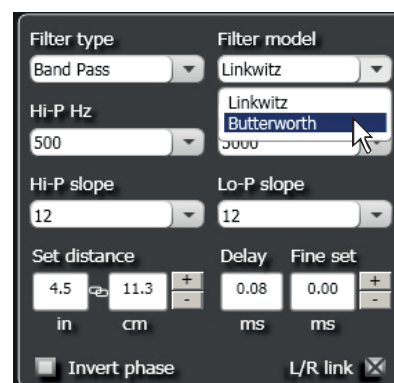 Filter type Filter model
Band Pass Linkwitz
Linkwitz
Hi-P Hz
Butterworth
500 5000
Hi-P slope Lo-P slope
12 12
Set distance Delay Fine set
4.5 11.3 + - 0.08 0.00 + -
in cm ms ms
Invert phase L/R link